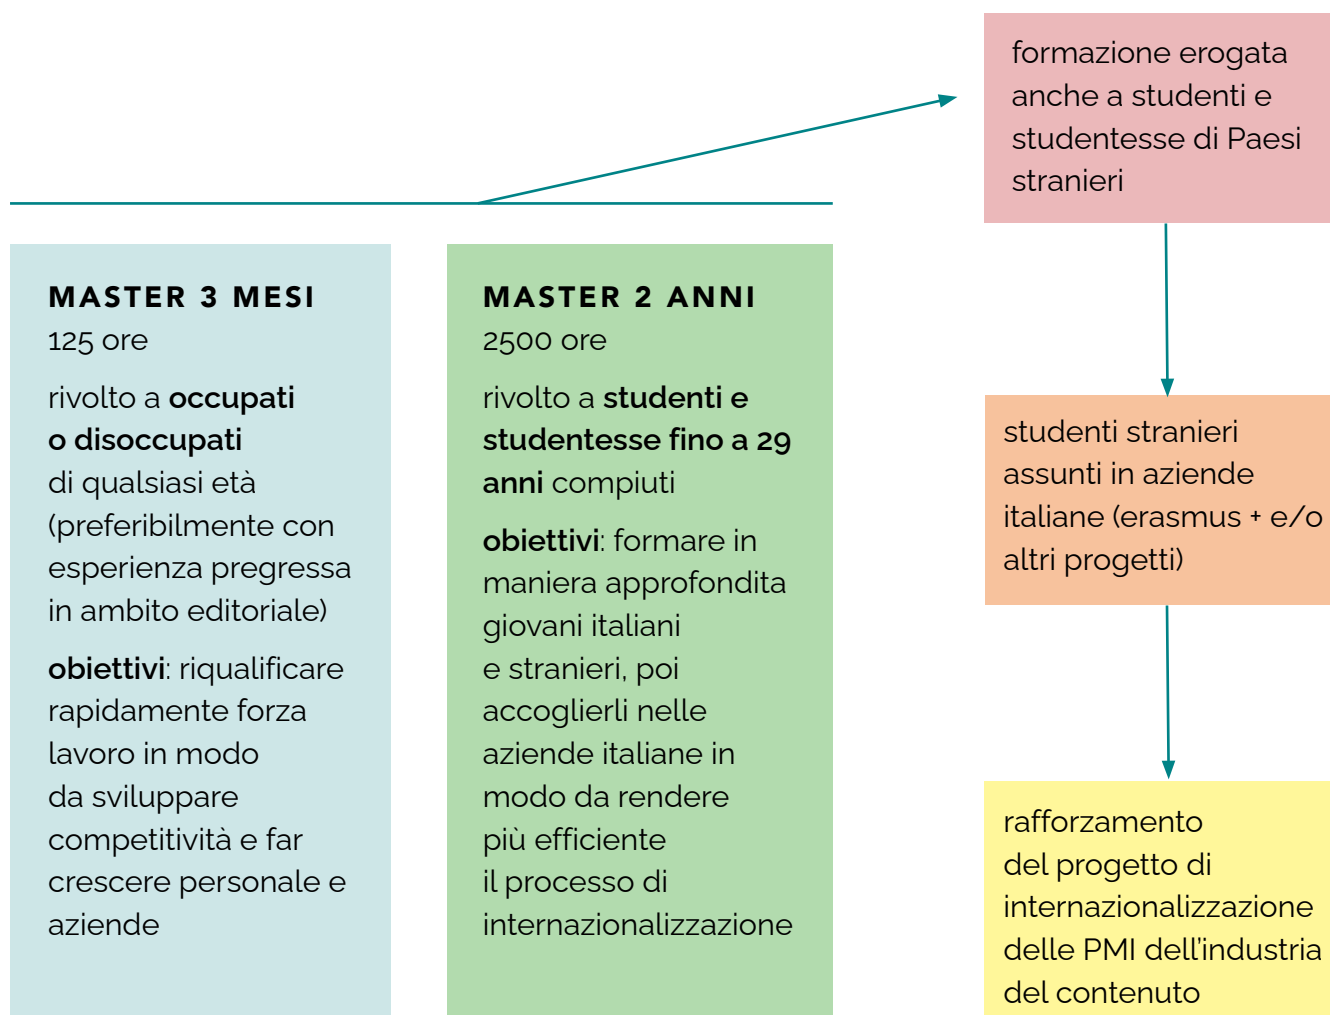 MASTER 3 MESI
125 ore
rivolto a occupati
o disoccupati
di qualsiasi età
(preferibilmente con
esperienza pregressa
in ambito editoriale)
obiettivi: riqualificare
rapidamente forza
lavoro in modo
da sviluppare
competitività e far
crescere personale e
aziende
MASTER 2 ANNI
2500 ore
rivolto a studenti e
studentesse fino a 29
anni compiuti
obiettivi: formare in
maniera approfondita
giovani italiani
e stranieri, poi
accoglierli nelle
aziende italiane in
modo da rendere
più efficiente
il processo di
internazionalizzazione
formazione erogata
anche a studenti e
studentesse di Paesi
stranieri
studenti stranieri
assunti in aziende
italiane (erasmus + e/o
altri progetti)
rafforzamento
del progetto di
internazionalizzazione
delle PMI dell'industria
del contenuto